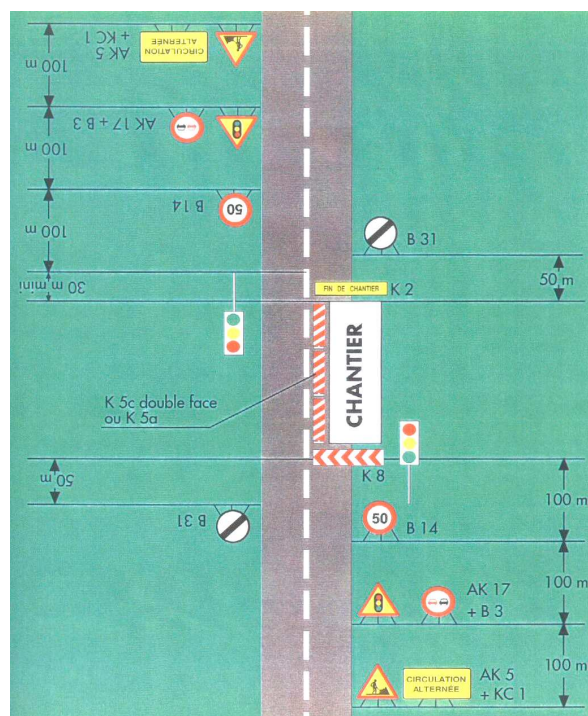 100 m
AK 5
+ KC 1
CIRCULATION
ALTERNÉE
100 m
AK 17 + B 3
100 m
B 14
50
B 31
30 m mini
50 m
FIN DE CHANTIER
K 2
CHANTIER
K 5c double face
ou K 5a
K 8
50 m
B 31
100 m
50
B 14
100 m
AK 17
+ B 3
100 m
CIRCULATION
ALTERNÉE
AK 5
+ KC 1